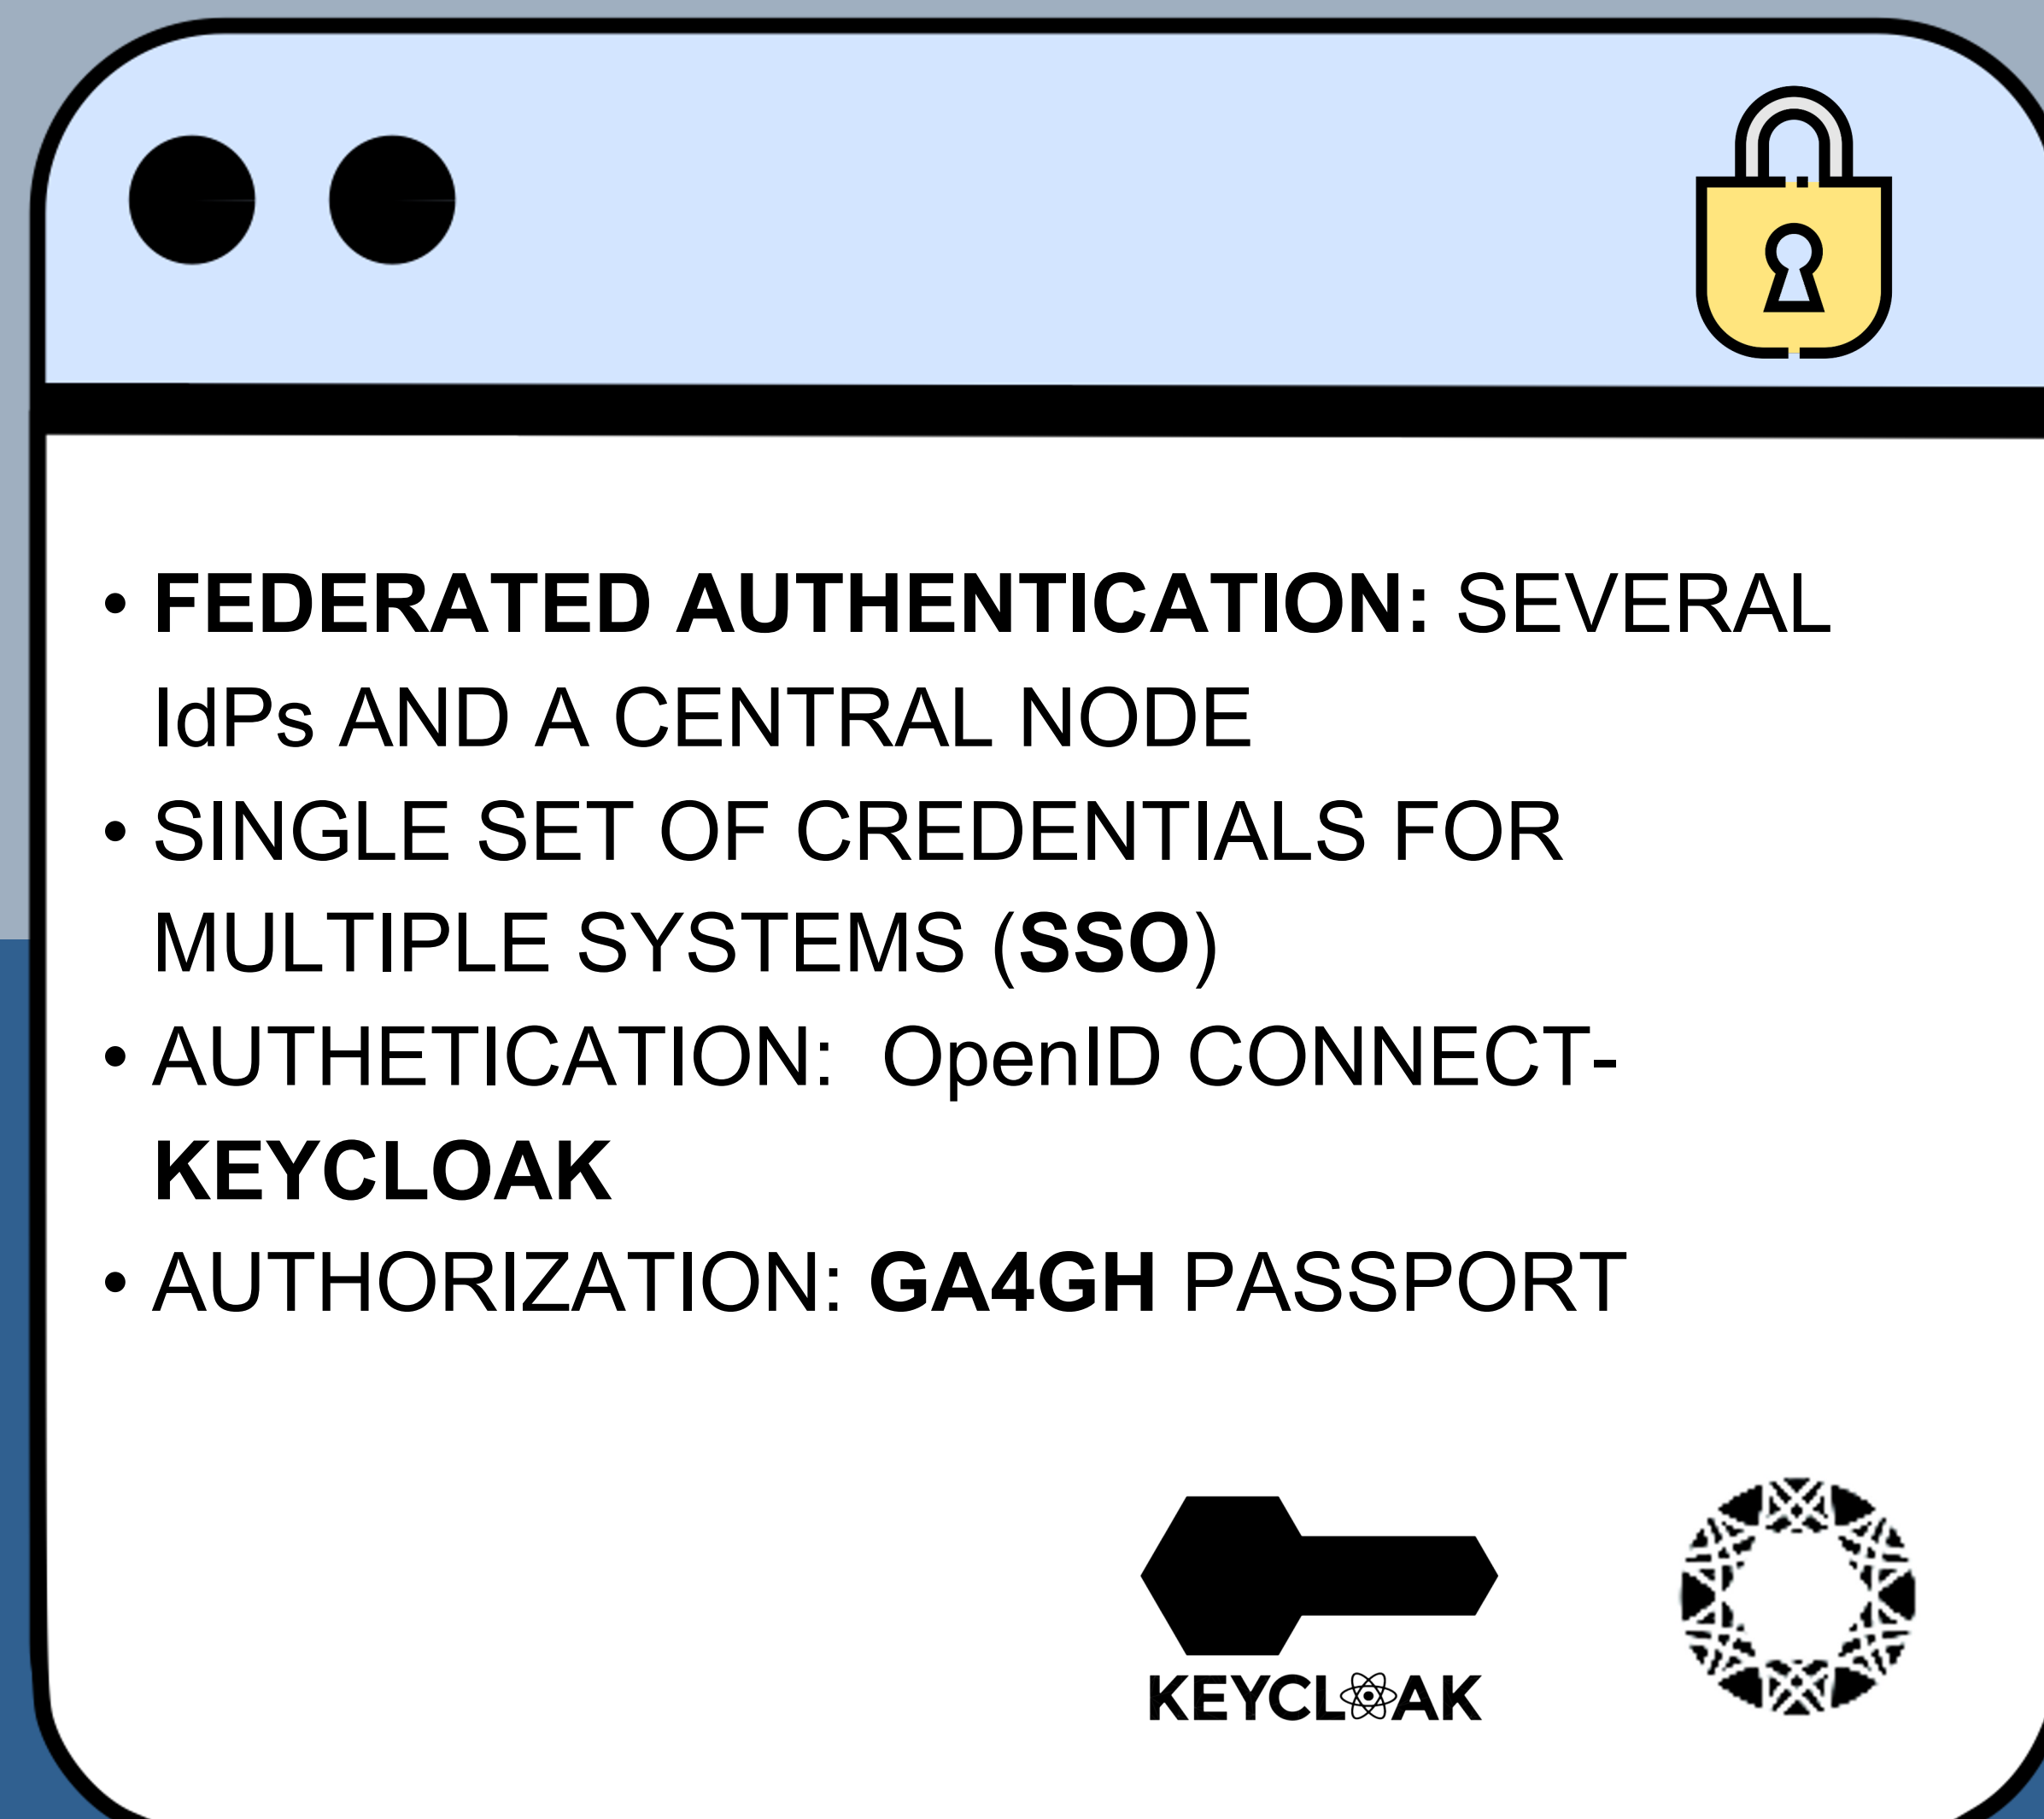 • FEDERATED AUTHENTICATION: SEVERAL
IdPs AND A CENTRAL NODE
• SINGLE SET OF CREDENTIALS FOR
MULTIPLE SYSTEMS (SSO)
• AUTHETICATION:  OpenID CONNECT-
KEYCLOAK
• AUTHORIZATION: GA4GH PASSPORT
KEYCLOAK